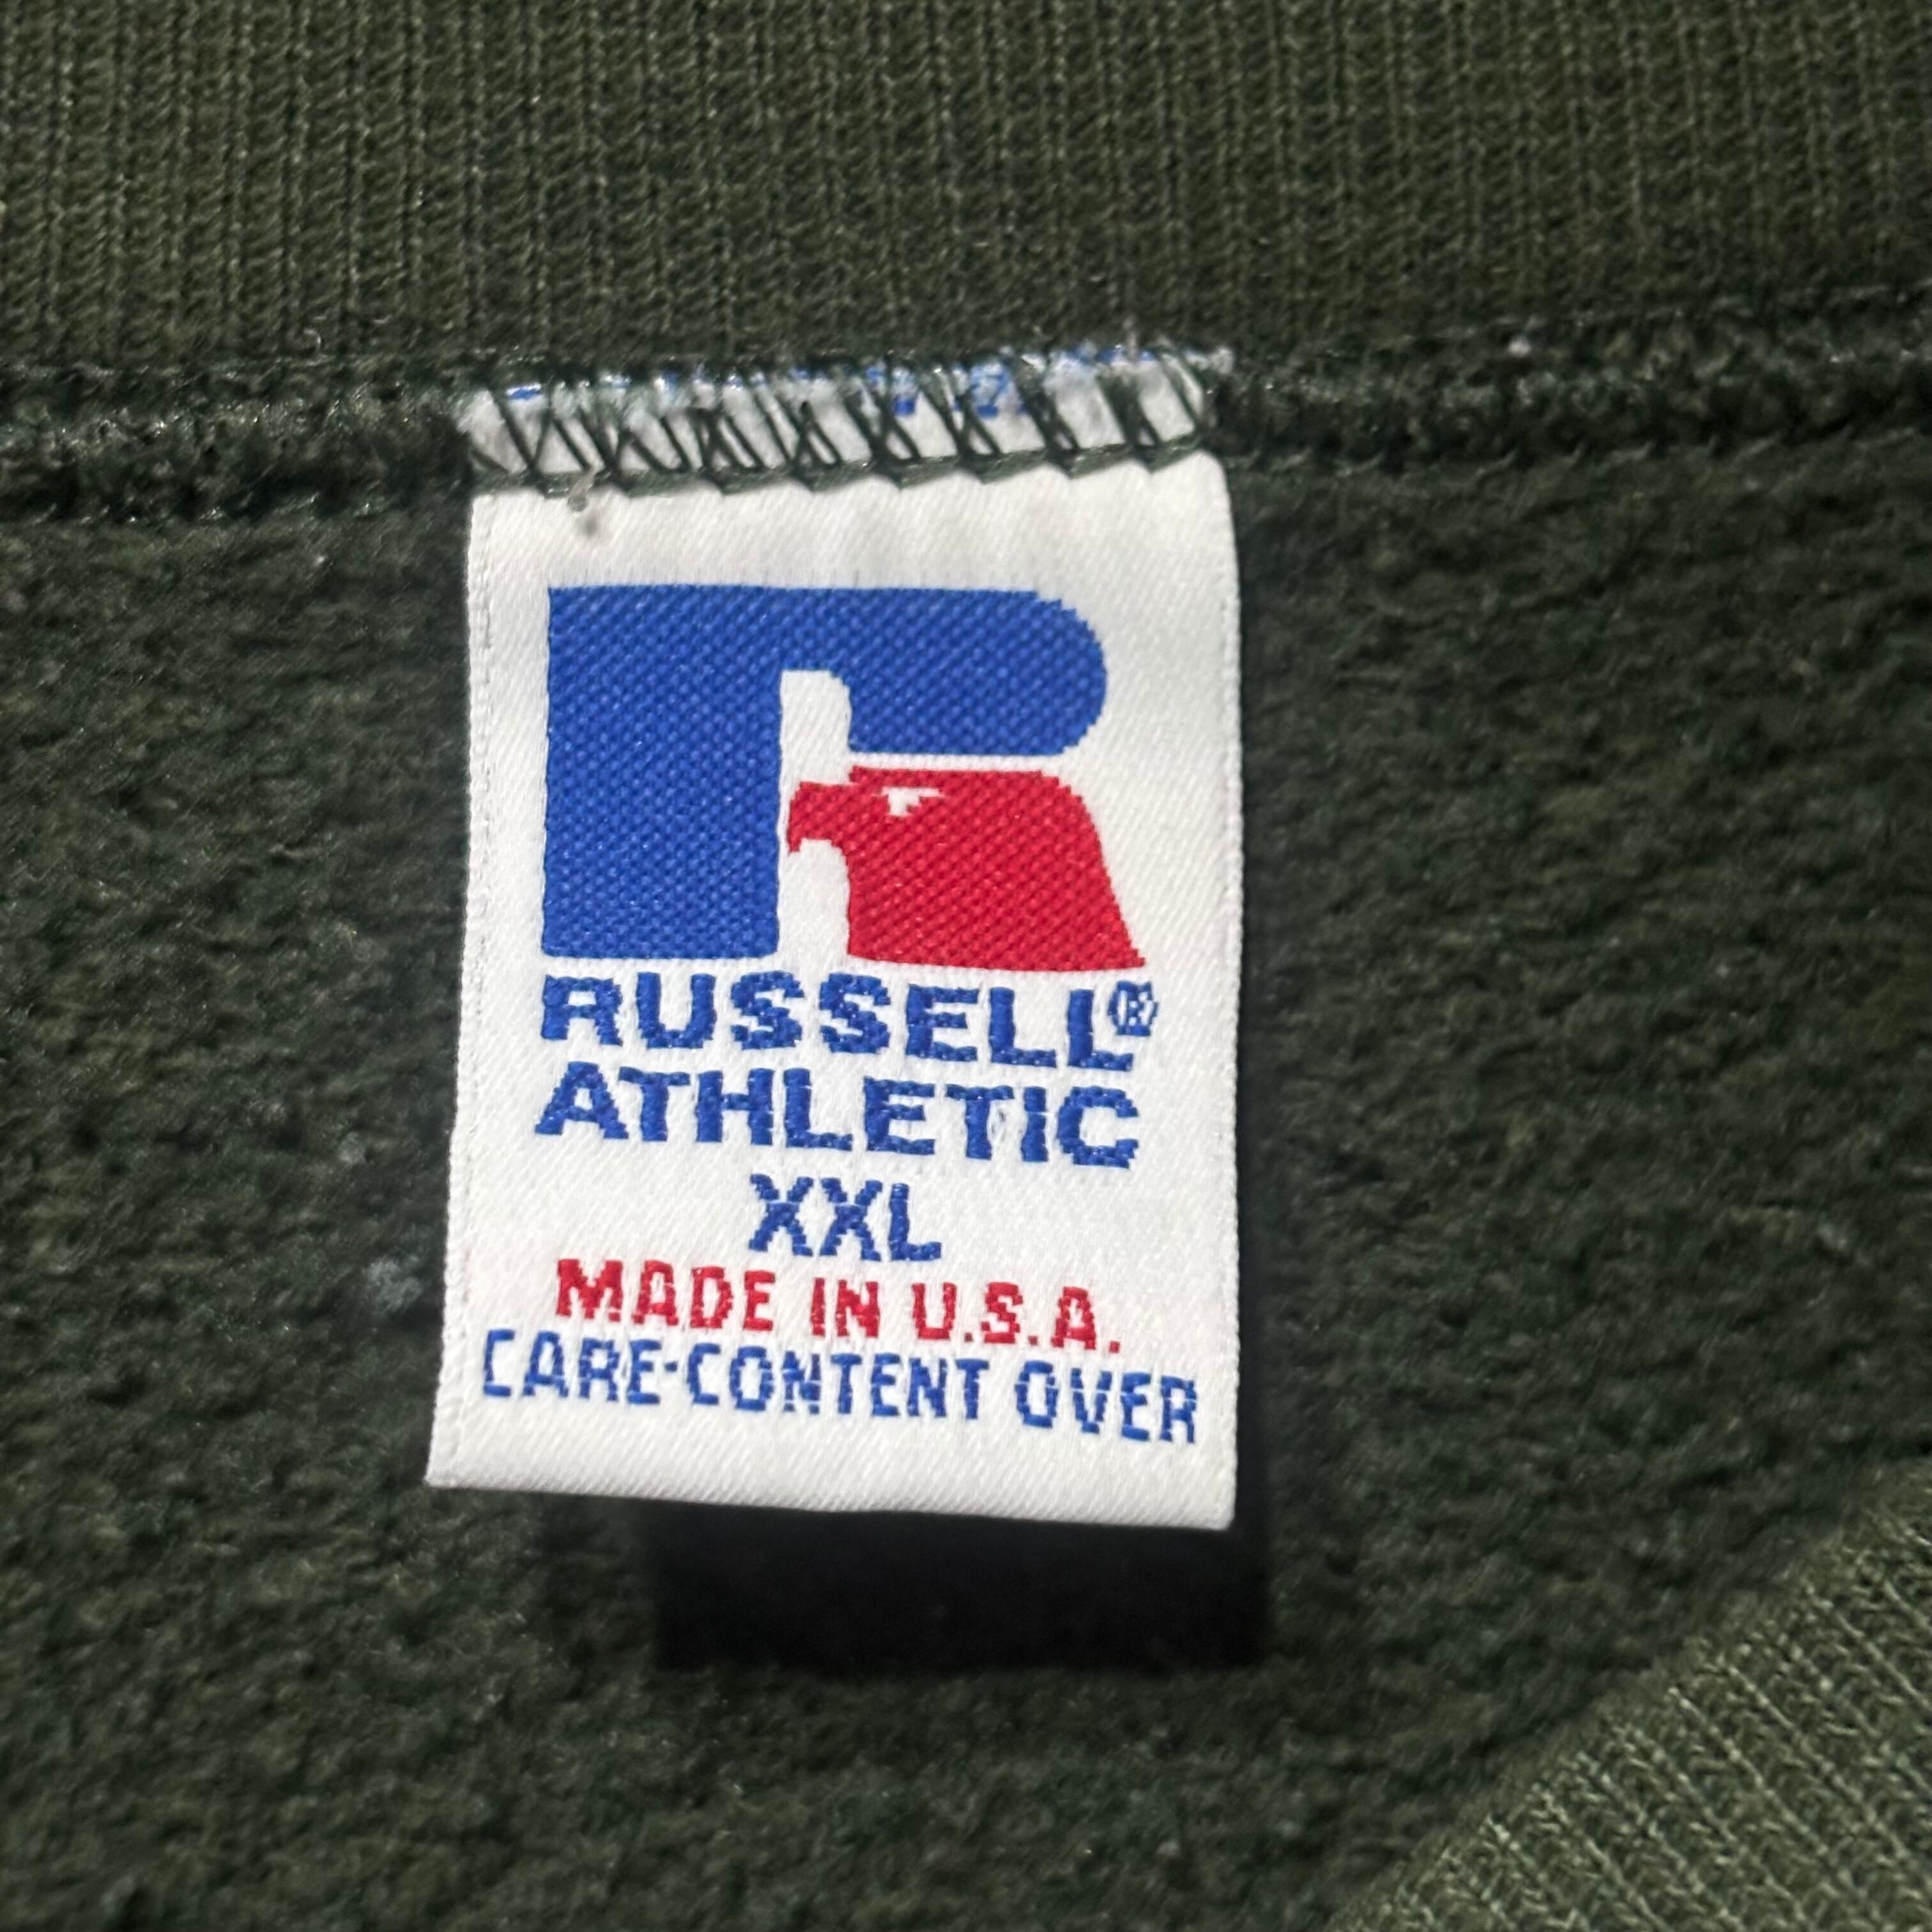 RUSSELL®
ATHLETIC
XXL
MADE IN U.S.A.
CARE-CONTENT OVER